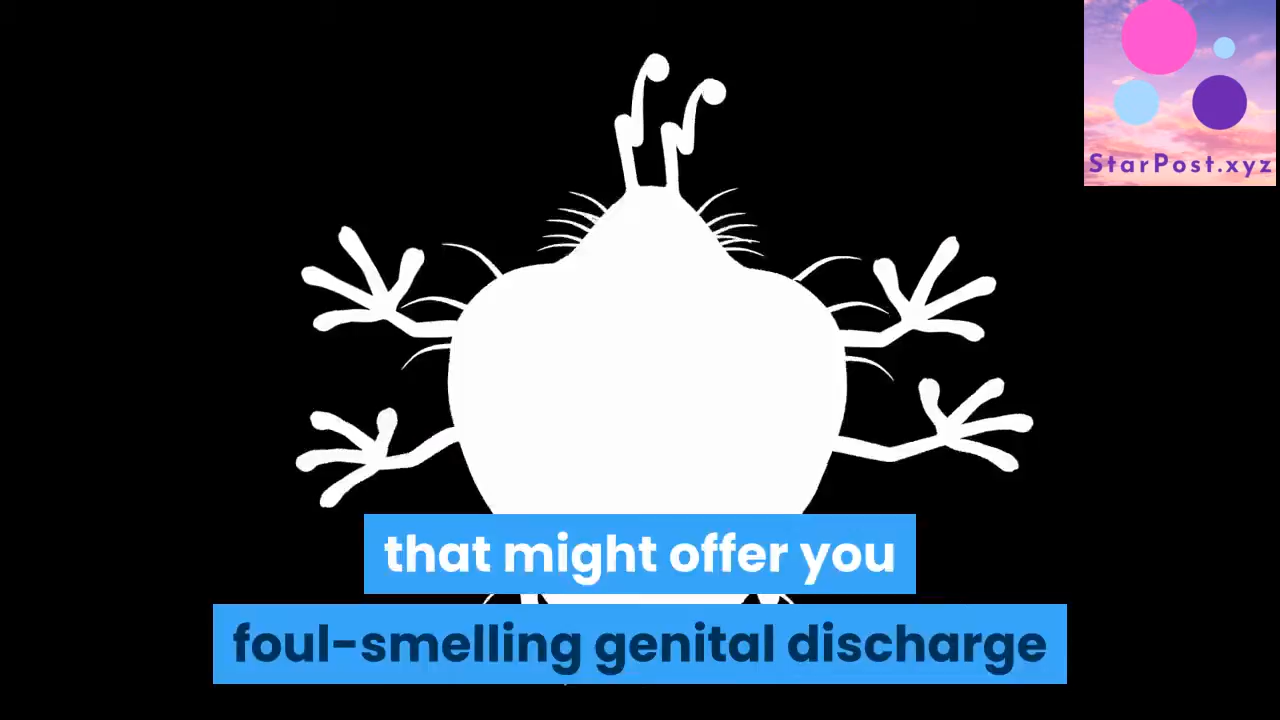 StarPost.xyz
that might offer you
foul-smelling genital discharge